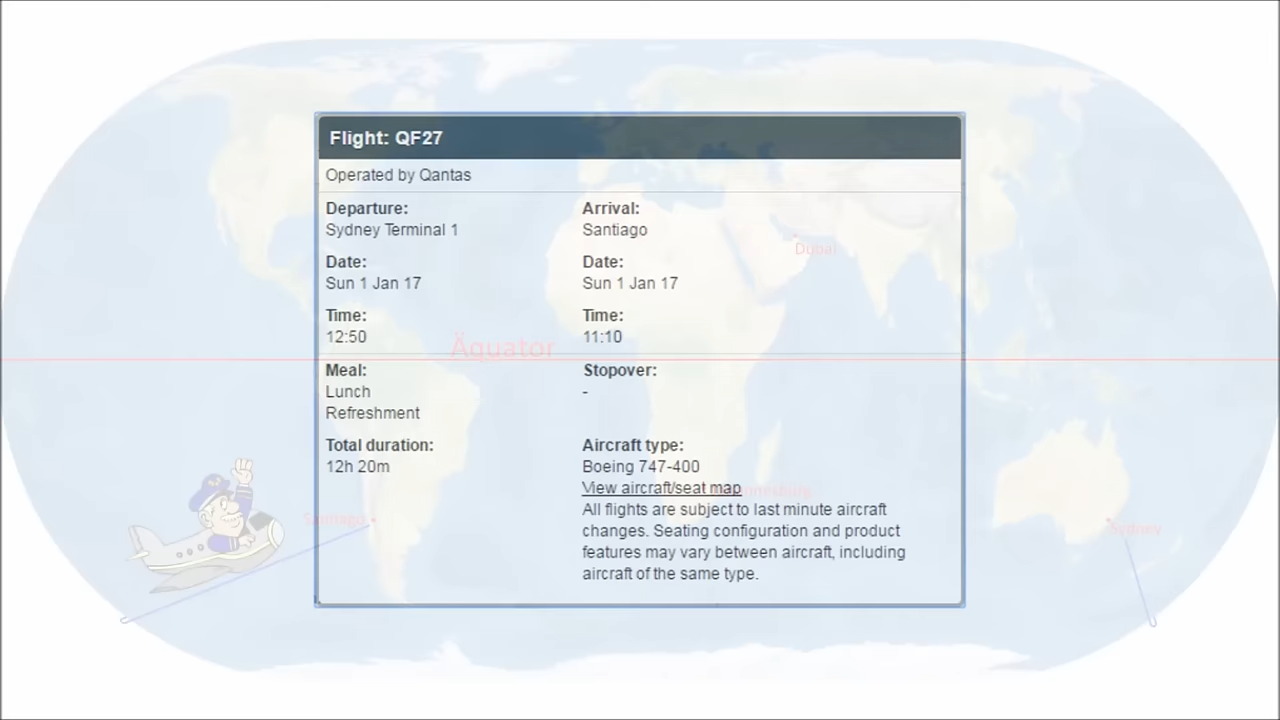 Flight: QF27
Operated by Qantas
Departure:
Sydney Terminal 1
Arrival:
Santiago
Date:
Sun 1 Jan 17
Date:
Sun 1 Jan 17
Time:
12:50
Time:
11:10
Meal:
Lunch
Refreshment
Stopover:
-
Total duration:
12h 20m
Aircraft type:
Boeing 747-400
View aircraft/seat map
All flights are subject to last minute aircraft
changes. Seating configuration and product
features may vary between aircraft, including
aircraft of the same type.
Dubai
Äquator
Santiago
Sydney